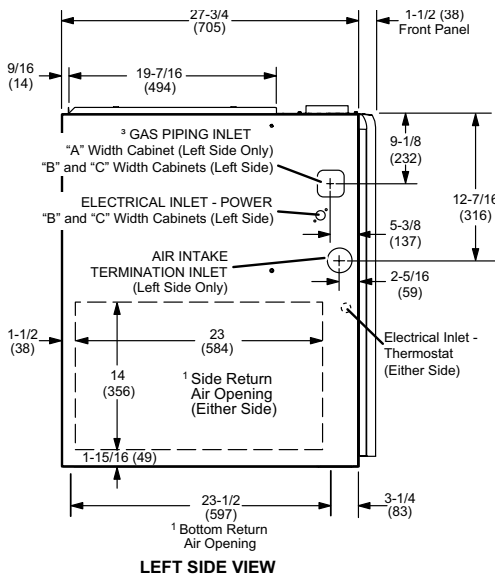 27-3/4
(705)
1-1/2 (38)
Front Panel
9/16
(14)
19-7/16
(494)
³ GAS PIPING INLET
“A” Width Cabinet (Left Side Only)
“B” and “C” Width Cabinets (Left Side)
9-1/8
(232)
12-7/16
(316)
ELECTRICAL INLET - POWER
“B” and “C” Width Cabinets (Left Side)
5-3/8
(137)
AIR INTAKE
TERMINATION INLET
(Left Side Only)
2-5/16
(59)
1-1/2
(38)
23
(584)
Electrical Inlet -
Thermostat
(Either Side)
14
(356)
¹ Side Return
Air Opening
(Either Side)
1-15/16 (49)
23-1/2
(597)
3-1/4
(83)
¹ Bottom Return
Air Opening
LEFT SIDE VIEW